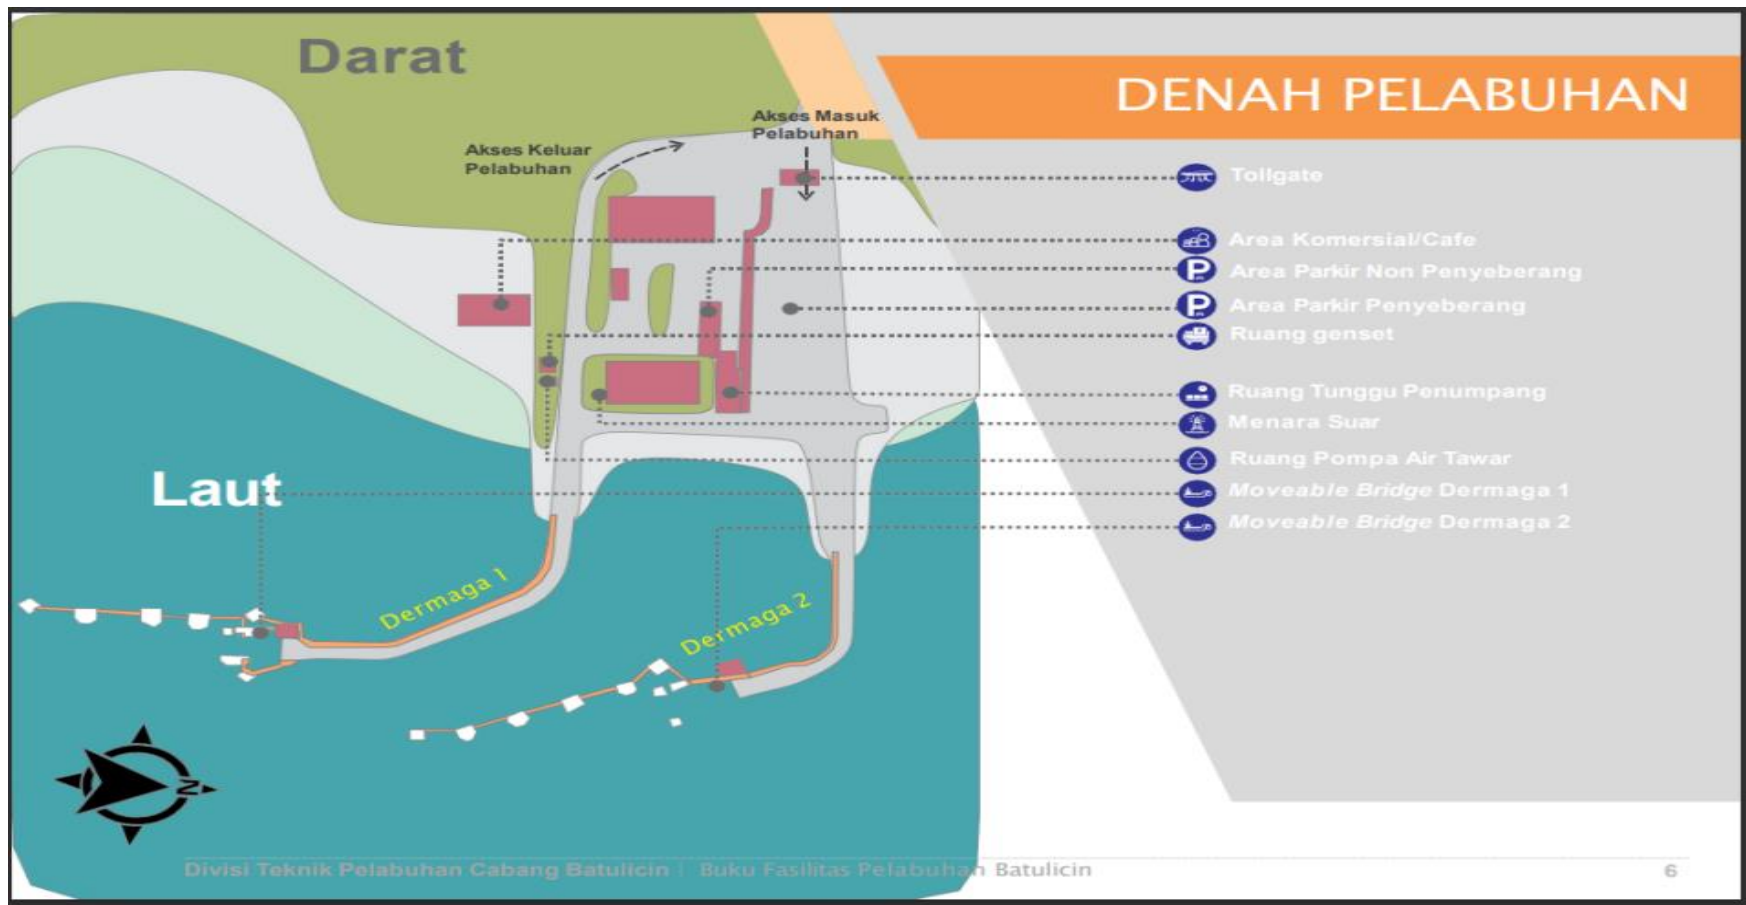 Darat
DENAH PELABUHAN
Akses Masuk
Pelabuhan
Akses Keluar
Pelabuhan
Tollgate
Area Komersial/Cafe
P Area Parkir Non Penyeberang
P Area Parkir Penyeberang
Ruang genset
Ruang Tunggu Penumpang
Menara Suar
Ruang Pompa Air Tawar
Laut
Moveable Bridge Dermaga 1
Moveable Bridge Dermaga 2
Dermaga 1
Dermaga 2
N
Divisi Teknik Pelabuhan Cabang Batulicin | Buku Fasilitas Pelabuhan Batulicin
6